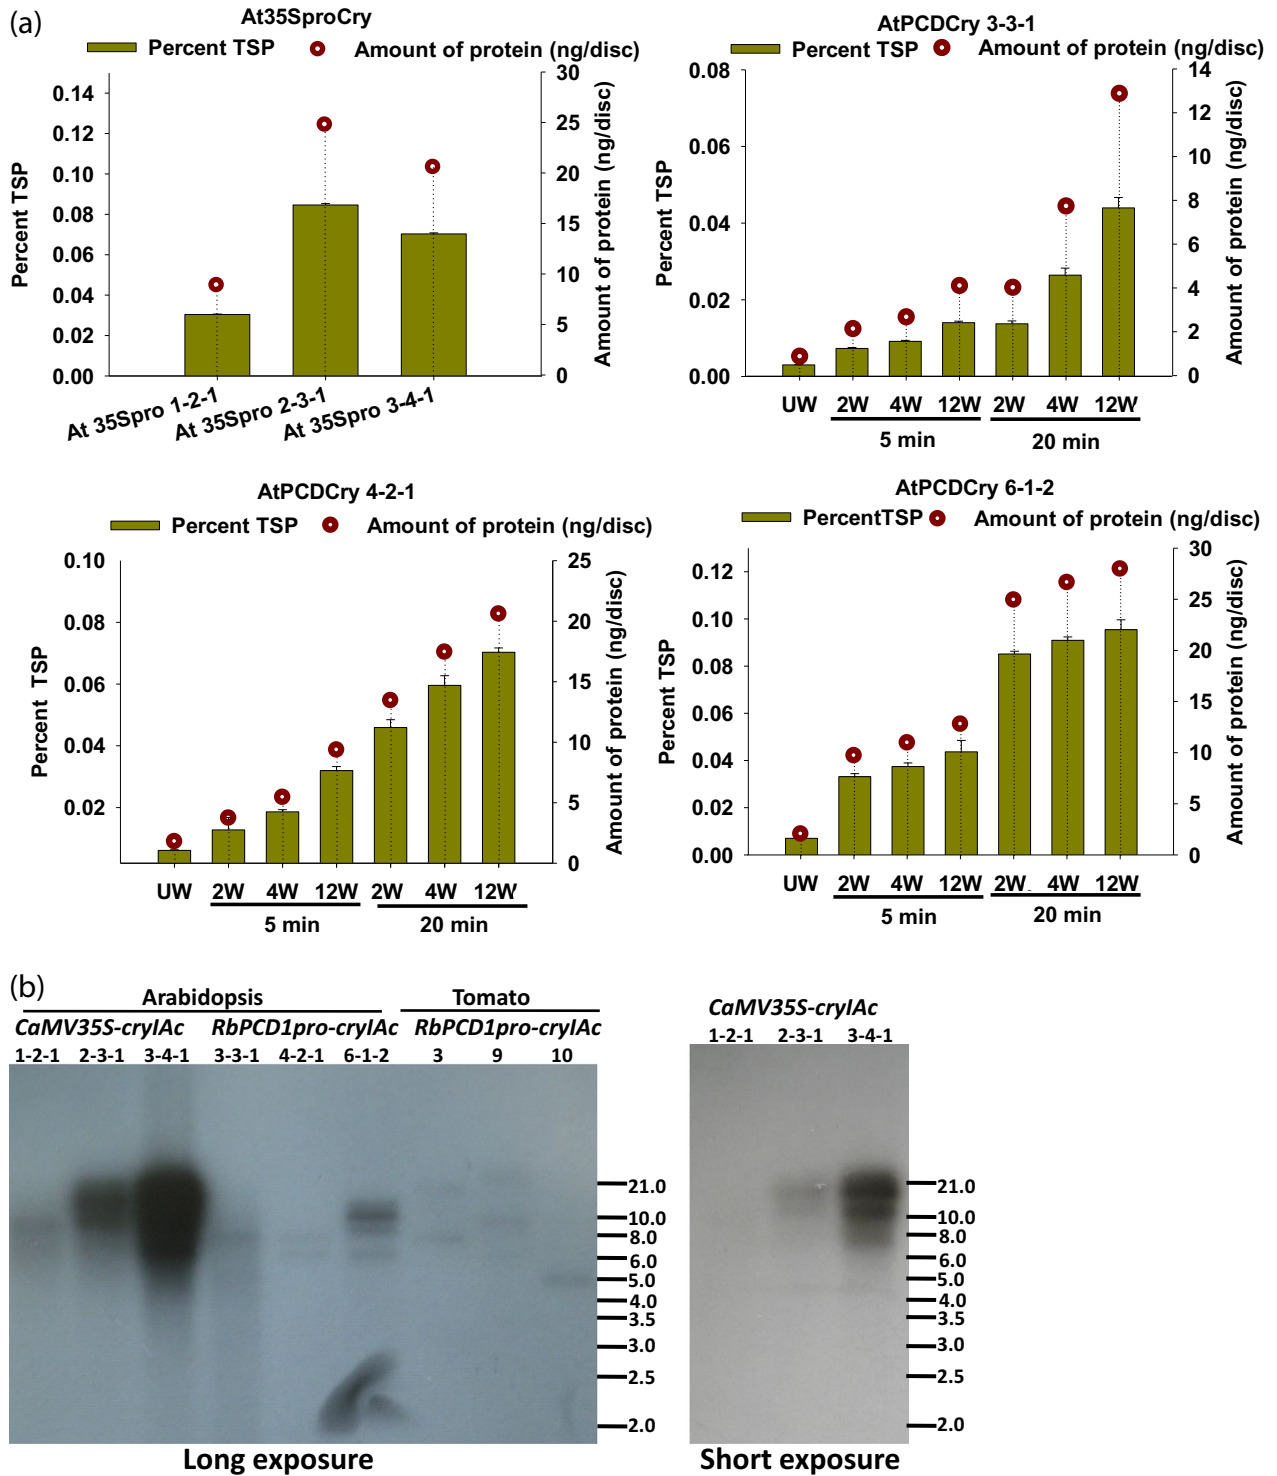 (a)
At35SproCry
Percent TSP
Amount of protein (ng/disc)
0.14
0.12
0.10
0.08
0.06
0.04
0.02
0.00
Percent TSP
30
25
20
15
10
5
0
Amount of protein (ng/disc)
At 35Spro 1-2-1
At 35Spro 2-3-1
At 35Spro 3-4-1
AtPCDCry 3-3-1
Percent TSP
Amount of protein (ng/disc)
0.08
0.06
0.04
0.02
0.00
Percent TSP
14
12
10
8
6
4
2
0
Amount of protein (ng/disc)
UW 2W 4W 12W 2W 4W 12W
5 min 20 min
AtPCDCry 4-2-1
Percent TSP
Amount of protein (ng/disc)
0.10
0.08
0.06
0.04
0.02
Percent TSP
25
20
15
10
5
0
Amount of protein (ng/disc)
UW 2W 4W 12W 2W 4W 12W
5 min 20 min
AtPCDCry 6-1-2
PercentTSP
Amount of protein (ng/disc)
0.12
0.10
0.08
0.06
0.04
0.02
0.00
Percent TSP
30
25
20
15
10
5
0
Amount of protein (ng/disc)
UW 2W 4W 12W 2W 4W 12W
5 min 20 min
(b)
Arabidopsis Tomato
CaMV35S-cryIAc RbPCD1pro-cryIAc RbPCD1pro-cryIAc
1-2-1 2-3-1 3-4-1 3-3-1 4-2-1 6-1-2 3 9 10
21.0
10.0
8.0
6.0
5.0
4.0
3.5
3.0
2.5
2.0
Long exposure
CaMV35S-cryIAc
1-2-1 2-3-1 3-4-1
21.0
10.0
8.0
6.0
5.0
4.0
3.5
3.0
2.5
2.0
Short exposure